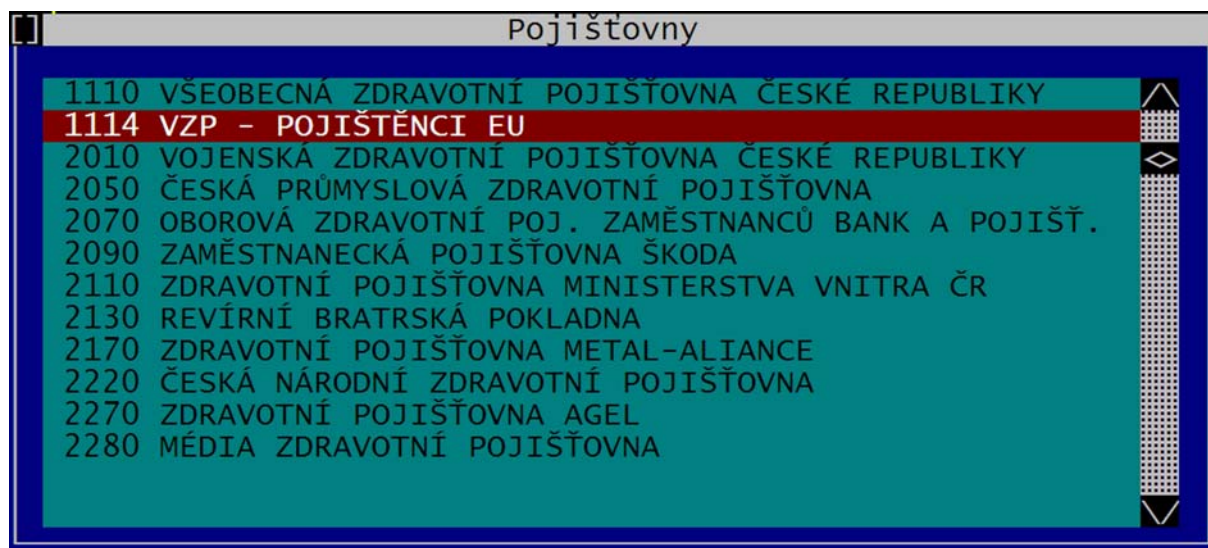 Pojišťovny
1110 VŠEOBECNÁ ZDRAVOTNÍ POJIŠŤOVNA ČESKÉ REPUBLIKY
1114 VZP - POJIŠTĚNCI EU
2010 VOJENSKÁ ZDRAVOTNÍ POJIŠŤOVNA ČESKÉ REPUBLIKY
2050 ČESKÁ PRŮMYSLOVÁ ZDRAVOTNÍ POJIŠŤOVNA
2070 OBOROVÁ ZDRAVOTNÍ POJ. ZAMĚSTNANCŮ BANK A POJIŠŤ.
2090 ZAMĚSTNANECKÁ POJIŠŤOVNA ŠKODA
2110 ZDRAVOTNÍ POJIŠŤOVNA MINISTERSTVA VNITRA ČR
2130 REVÍRNÍ BRATRSKÁ POKLADNA
2170 ZDRAVOTNÍ POJIŠŤOVNA METAL-ALIANCE
2220 ČESKÁ NÁRODNÍ ZDRAVOTNÍ POJIŠŤOVNA
2270 ZDRAVOTNÍ POJIŠŤOVNA AGEL
2280 MÉDIA ZDRAVOTNÍ POJIŠŤOVNA